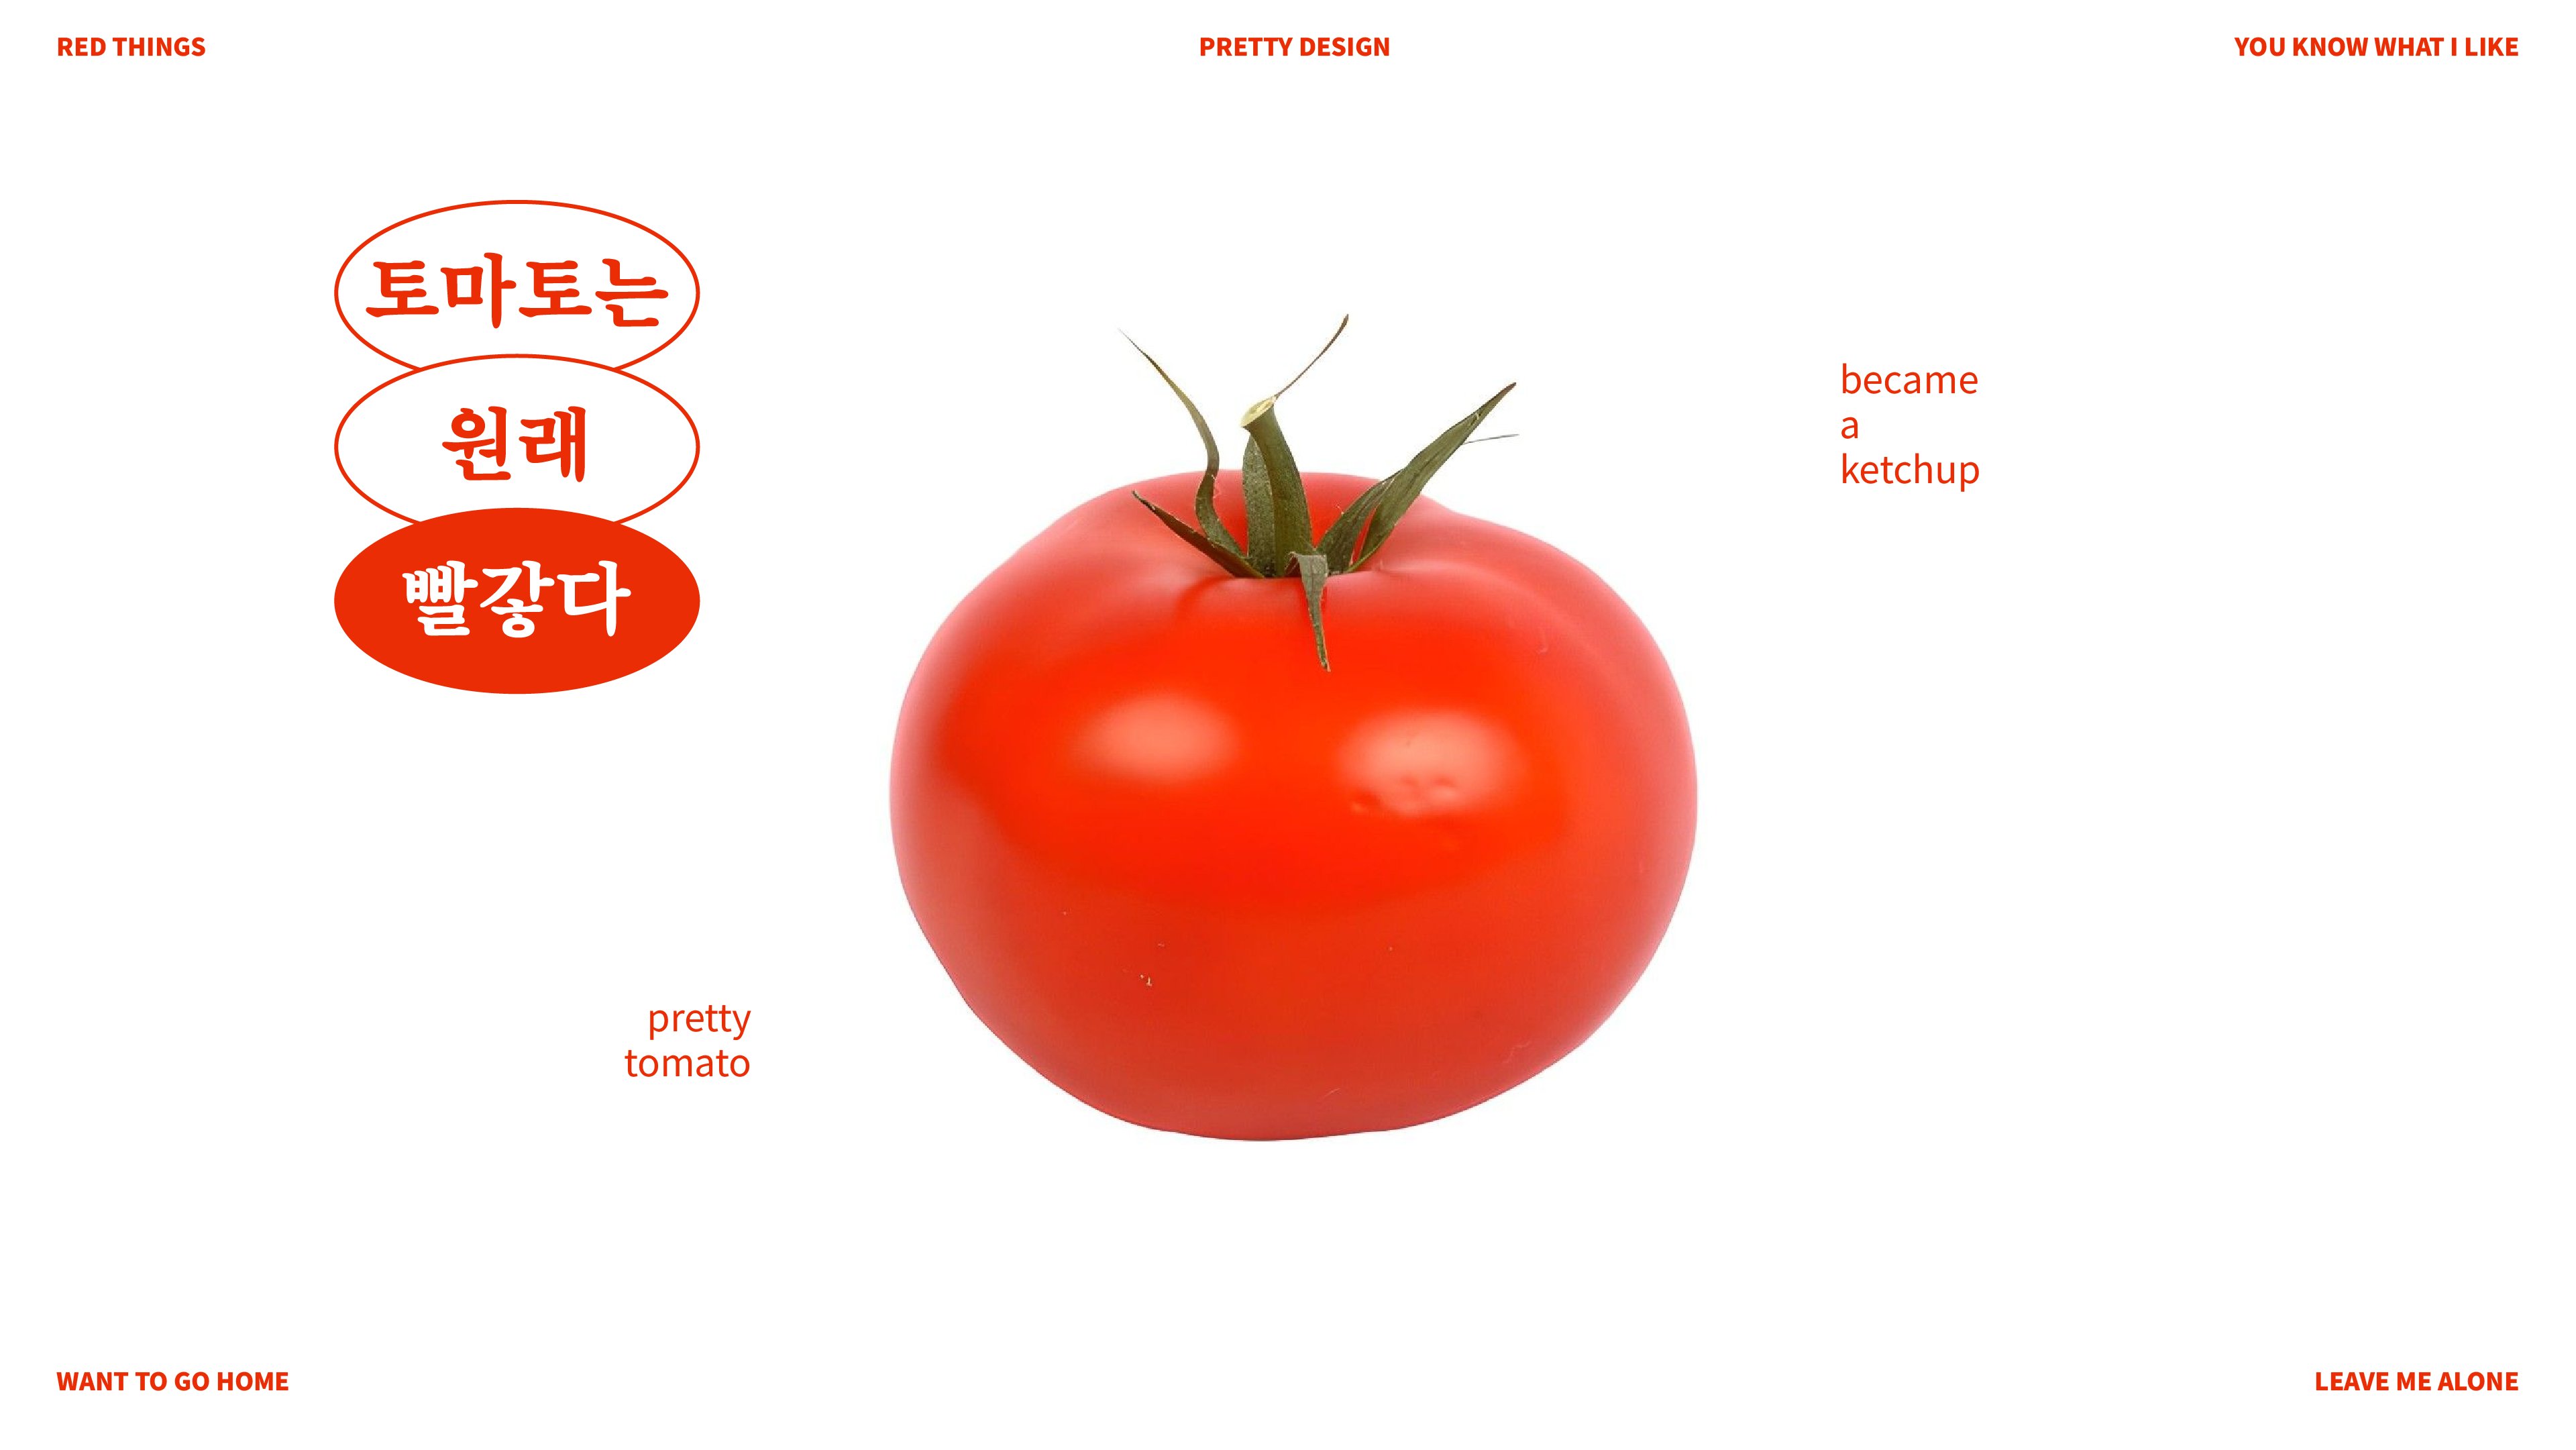 RED THINGS
PRETTY DESIGN
YOU KNOW WHAT I LIKE
토마토는
원래
빨갛다
became
a
ketchup
pretty
tomato
WANT TO GO HOME
LEAVE ME ALONE